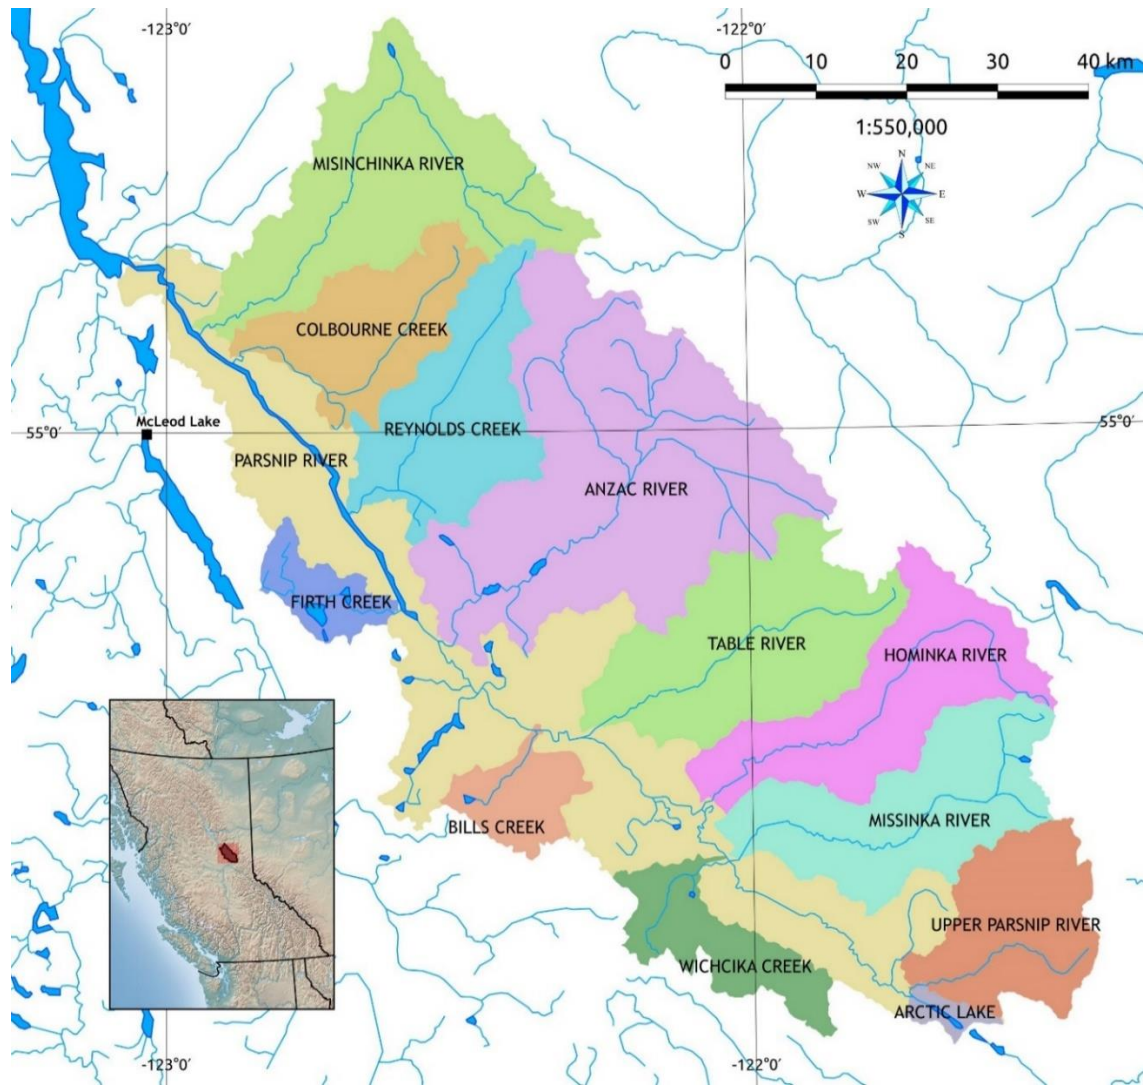 -123°0'
-122°0'
0 10 20 30 40 km
1:550,000
N
NW NE
W E
SW SE
S
MISINCHINKA RIVER
COLBOURNE CREEK
McLeod Lake
REYNOLDS CREEK
55°0'
55°0'
PARSNIP RIVER
ANZAC RIVER
FIRTH CREEK
TABLE RIVER
HOMINKA RIVER
BILLS CREEK
MISSINKA RIVER
UPPER PARSNIP RIVER
WICHCIKA CREEK
ARCTIC LAKE
-123°0'
-122°0'